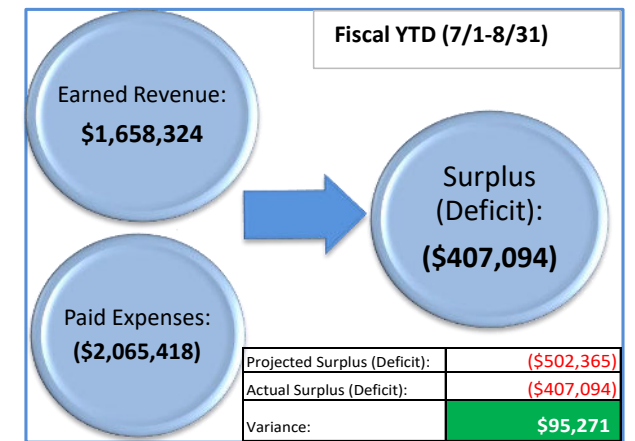 Fiscal YTD (7/1-8/31)
Earned Revenue:
$1,658,324
Surplus
(Deficit):
($407,094)
Paid Expenses:
($2,065,418)
Projected Surplus (Deficit): ($502,365)
Actual Surplus (Deficit): ($407,094)
Variance: $95,271